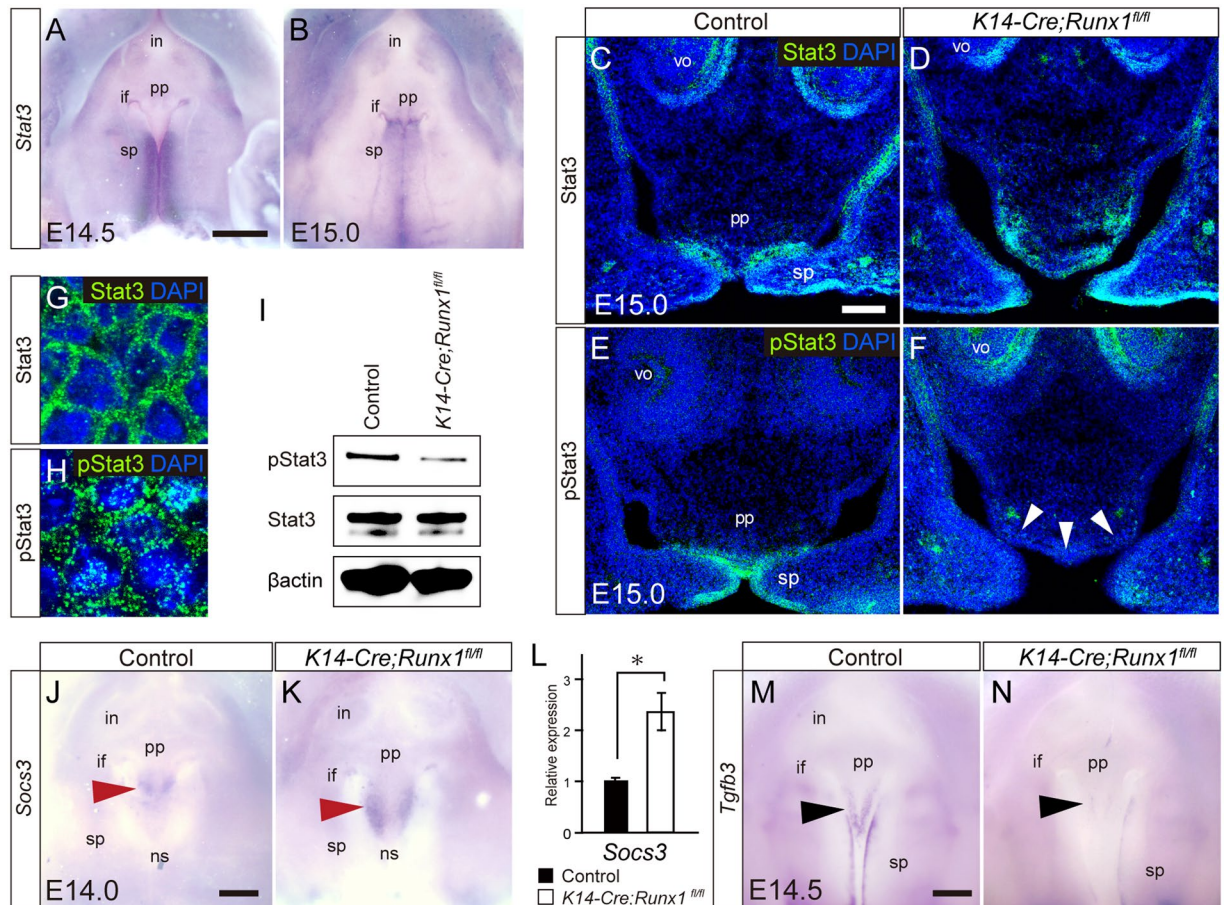 Control
K14-Cre;Runx1fl/fl
Stat3
A
in
if
pp
sp
E14.5
B
in
if
pp
sp
E15.0
Stat3
C
Stat3 DAPI
vo
pp
sp
E15.0
D
vo
G
Stat3 DAPI
Stat3
H
pStat3 DAPI
pStat3
I
Control
K14-Cre;Runx1fl/fl
pStat3
Stat3
βactin
pStat3
E
pStat3 DAPI
vo
pp
sp
E15.0
F
vo
Control
K14-Cre;Runx1fl/fl
Socs3
J
in
pp
if
sp
ns
E14.0
K
in
pp
if
sp
ns
L
*
Relative expression
3
2
1
0
Socs3
Control
K14-Cre;Runx1 fl/fl
Control
K14-Cre;Runx1fl/fl
Tgfb3
M
in
if
pp
sp
E14.5
N
in
if
pp
sp